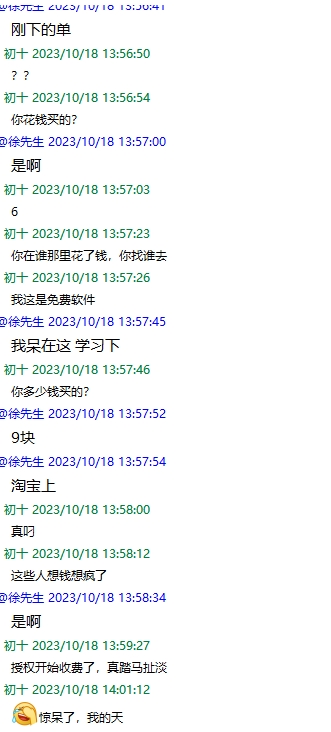 @徐先生 2023/10/18 13:56:41
刚下的单
初十 2023/10/18 13:56:50
？？
初十 2023/10/18 13:56:54
你花钱买的？
@徐先生 2023/10/18 13:57:00
是啊
初十 2023/10/18 13:57:03
6
初十 2023/10/18 13:57:23
你在谁那里花了钱，你找谁去
初十 2023/10/18 13:57:26
我这是免费软件
@徐先生 2023/10/18 13:57:45
我呆在这 学习下
初十 2023/10/18 13:57:46
你多少钱买的？
@徐先生 2023/10/18 13:57:52
9块
@徐先生 2023/10/18 13:57:54
淘宝上
初十 2023/10/18 13:58:00
真叼
初十 2023/10/18 13:58:12
这些人想钱想疯了
@徐先生 2023/10/18 13:58:34
是啊
初十 2023/10/18 13:59:27
授权开始收费了，真踏马扯淡
初十 2023/10/18 14:01:12
惊呆了，我的天